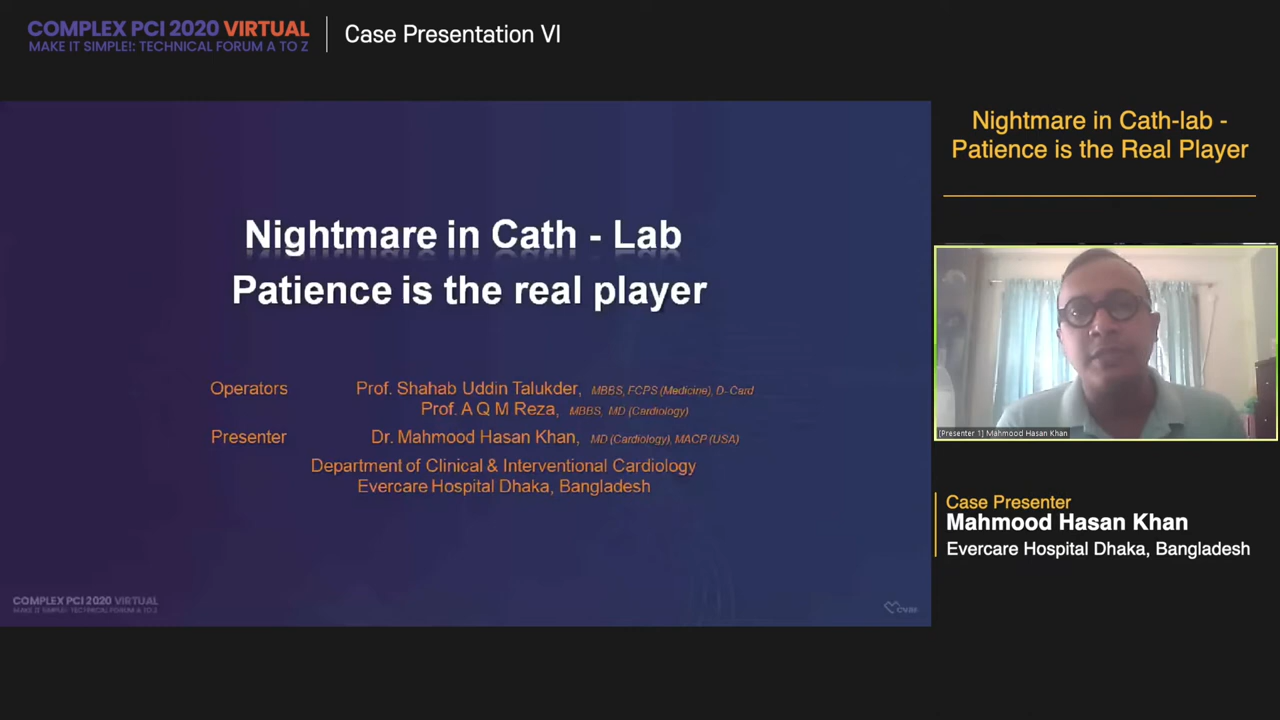 COMPLEX PCI 2020 VIRTUAL
MAKE IT SIMPLE!: TECHNICAL FORUM A TO Z
Case Presentation VI
Nightmare in Cath - Lab
Patience is the real player
Operators Prof. Shahab Uddin Talukder, MBBS, FCPS (Medicine), D- Card
Prof. A Q M Reza, MBBS, MD (Cardiology)
Presenter Dr. Mahmood Hasan Khan, MD (Cardiology), MACP (USA)
Department of Clinical & Interventional Cardiology
Evercare Hospital Dhaka, Bangladesh
COMPLEX PCI 2020 VIRTUAL
MAKE IT SIMPLE!: TECHNICAL FORUM A TO Z
CVRF
Nightmare in Cath-lab -
Patience is the Real Player
[Presenter 1] Mahmood Hasan Khan
Case Presenter
Mahmood Hasan Khan
Evercare Hospital Dhaka, Bangladesh